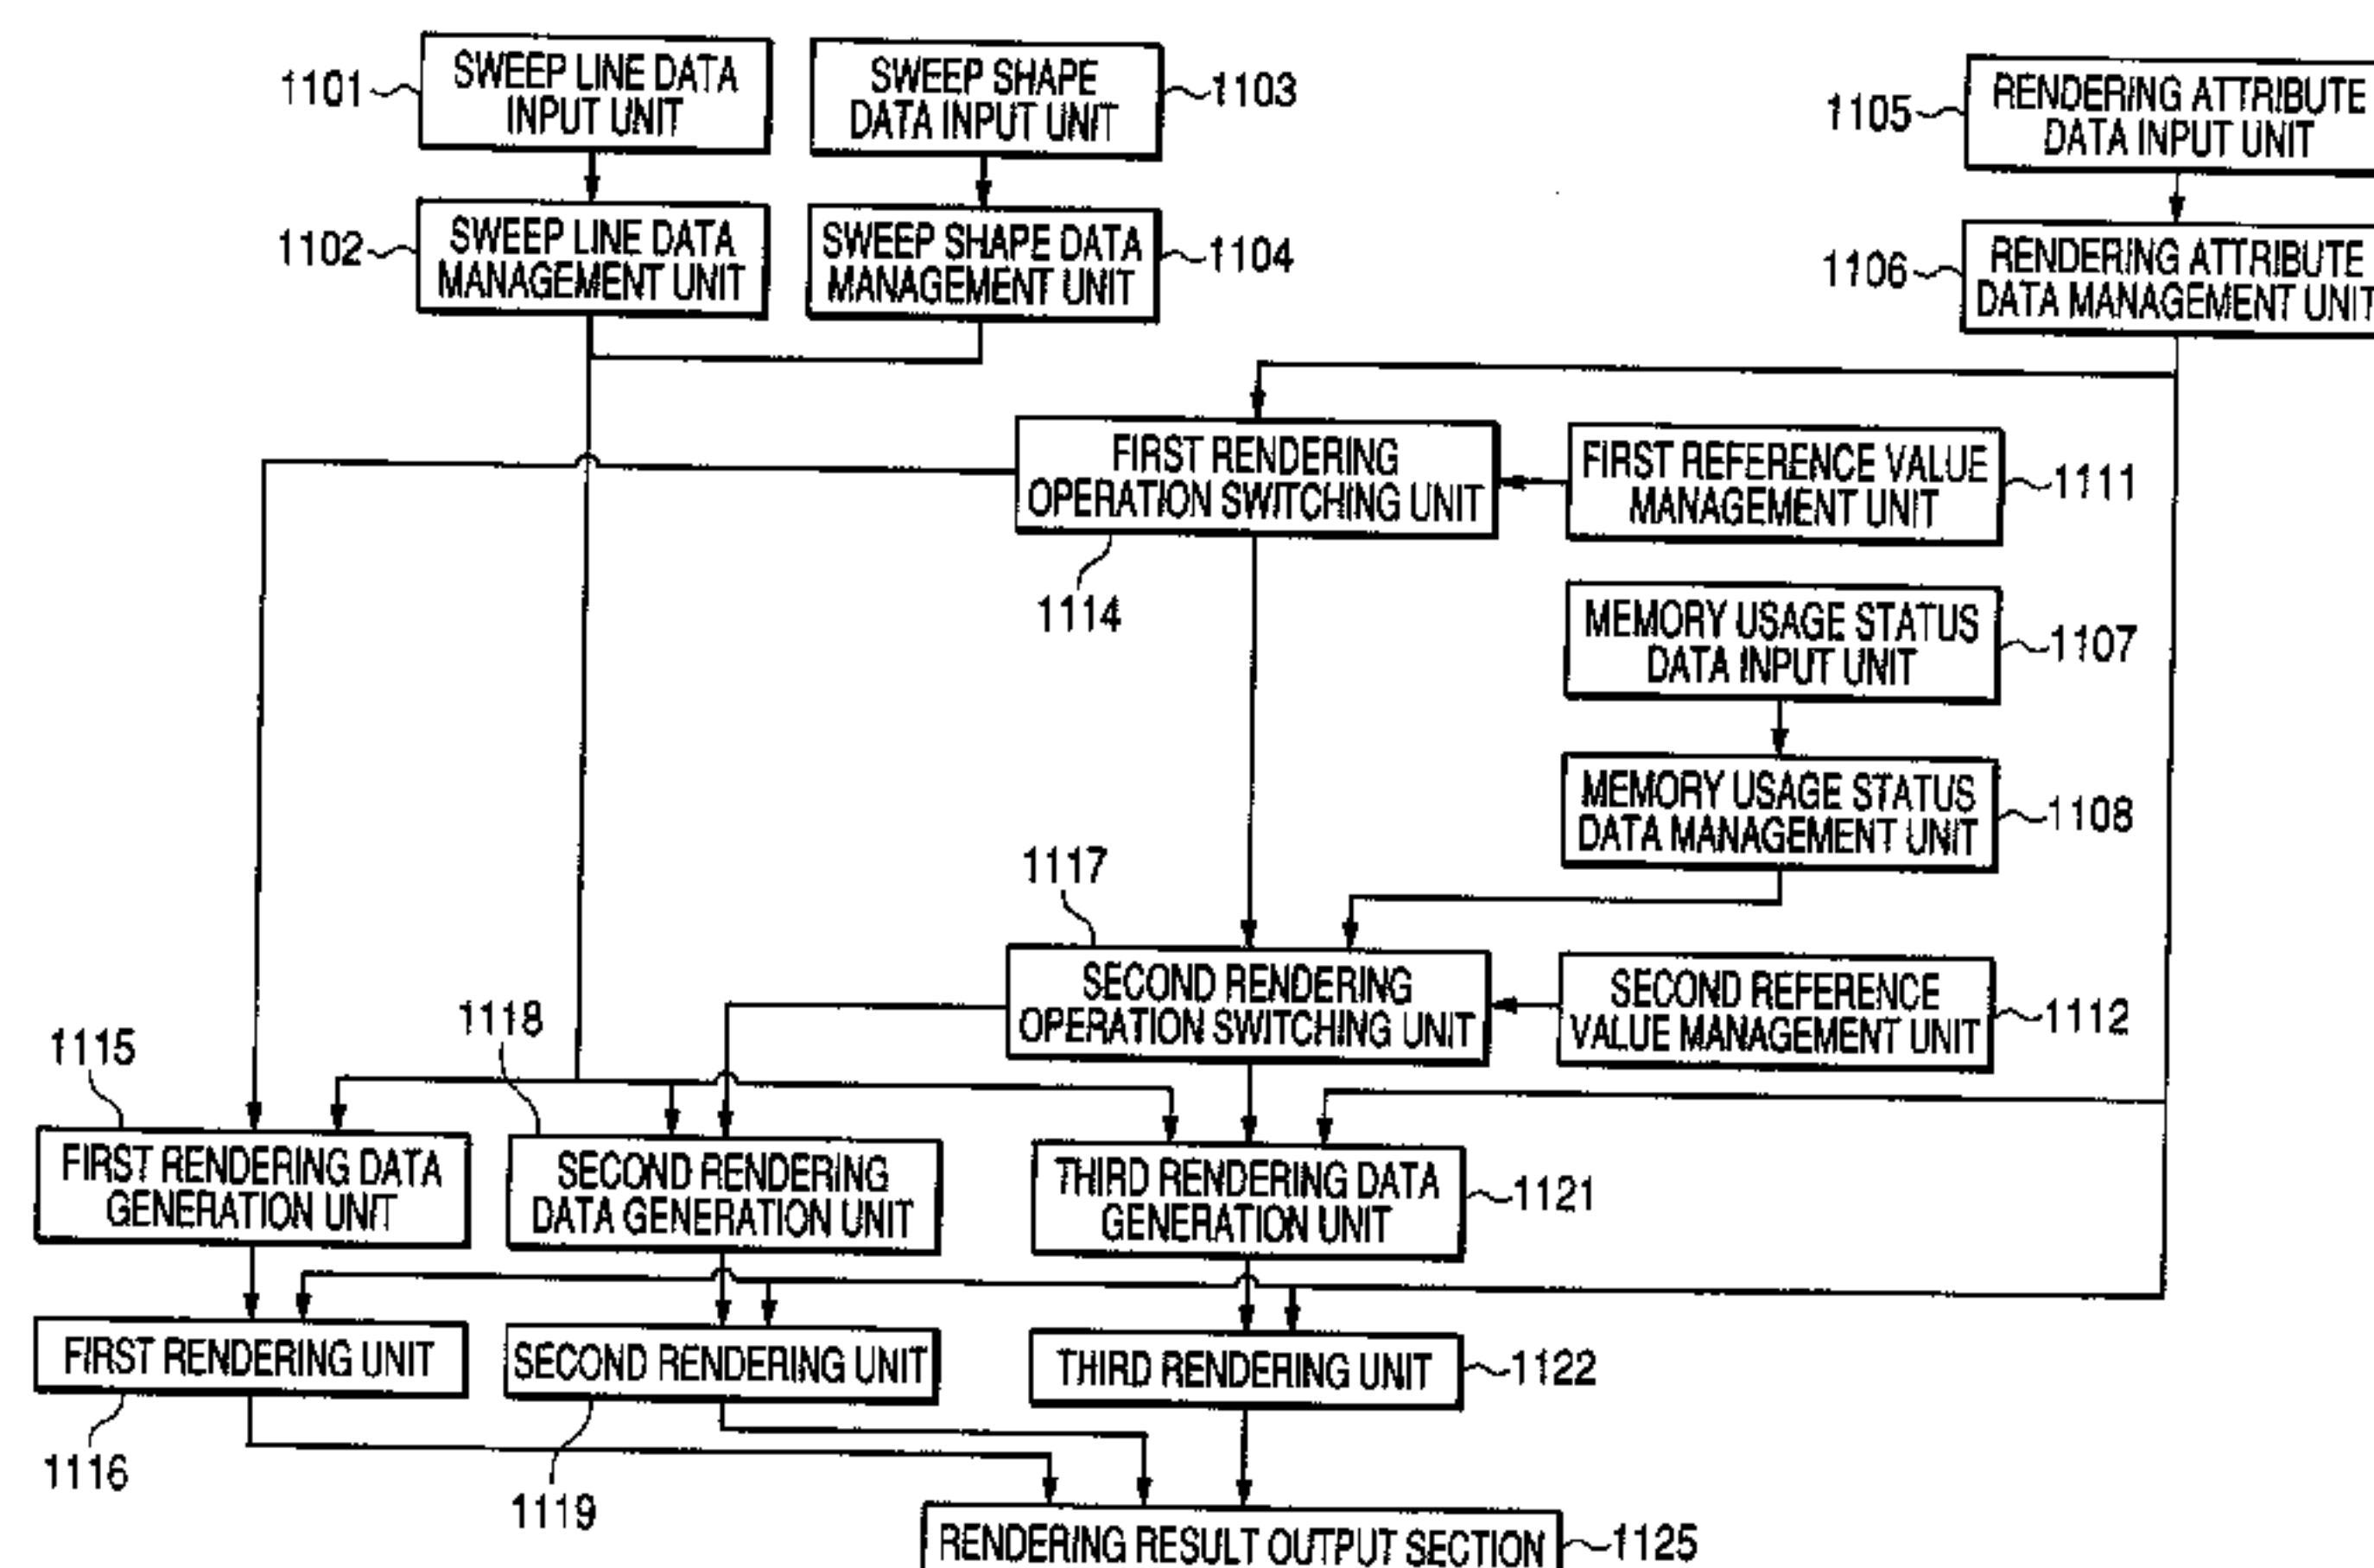 1101
SWEEP LINE DATA
INPUT UNIT
SWEEP SHAPE
DATA INPUT UNIT
1103
1105
RENDERING ATTRIBUTE
DATA INPUT UNIT
1102
SWEEP LINE DATA
MANAGEMENT UNIT
SWEEP SHAPE DATA
MANAGEMENT UNIT
1104
1106
RENDERING ATTRIBUTE
DATA MANAGEMENT UNIT
FIRST RENDERING
OPERATION SWITCHING UNIT
1114
FIRST REFERENCE VALUE
MANAGEMENT UNIT
1111
MEMORY USAGE STATUS
DATA INPUT UNIT
1107
MEMORY USAGE STATUS
DATA MANAGEMENT UNIT
1108
1117
SECOND RENDERING
OPERATION SWITCHING UNIT
SECOND REFERENCE
VALUE MANAGEMENT UNIT
1112
1115
FIRST RENDERING DATA
GENERATION UNIT
1118
SECOND RENDERING
DATA GENERATION UNIT
THIRD RENDERING DATA
GENERATION UNIT
1121
FIRST RENDERING UNIT
1116
SECOND RENDERING UNIT
1119
THIRD RENDERING UNIT
1122
RENDERING RESULT OUTPUT SECTION
1125